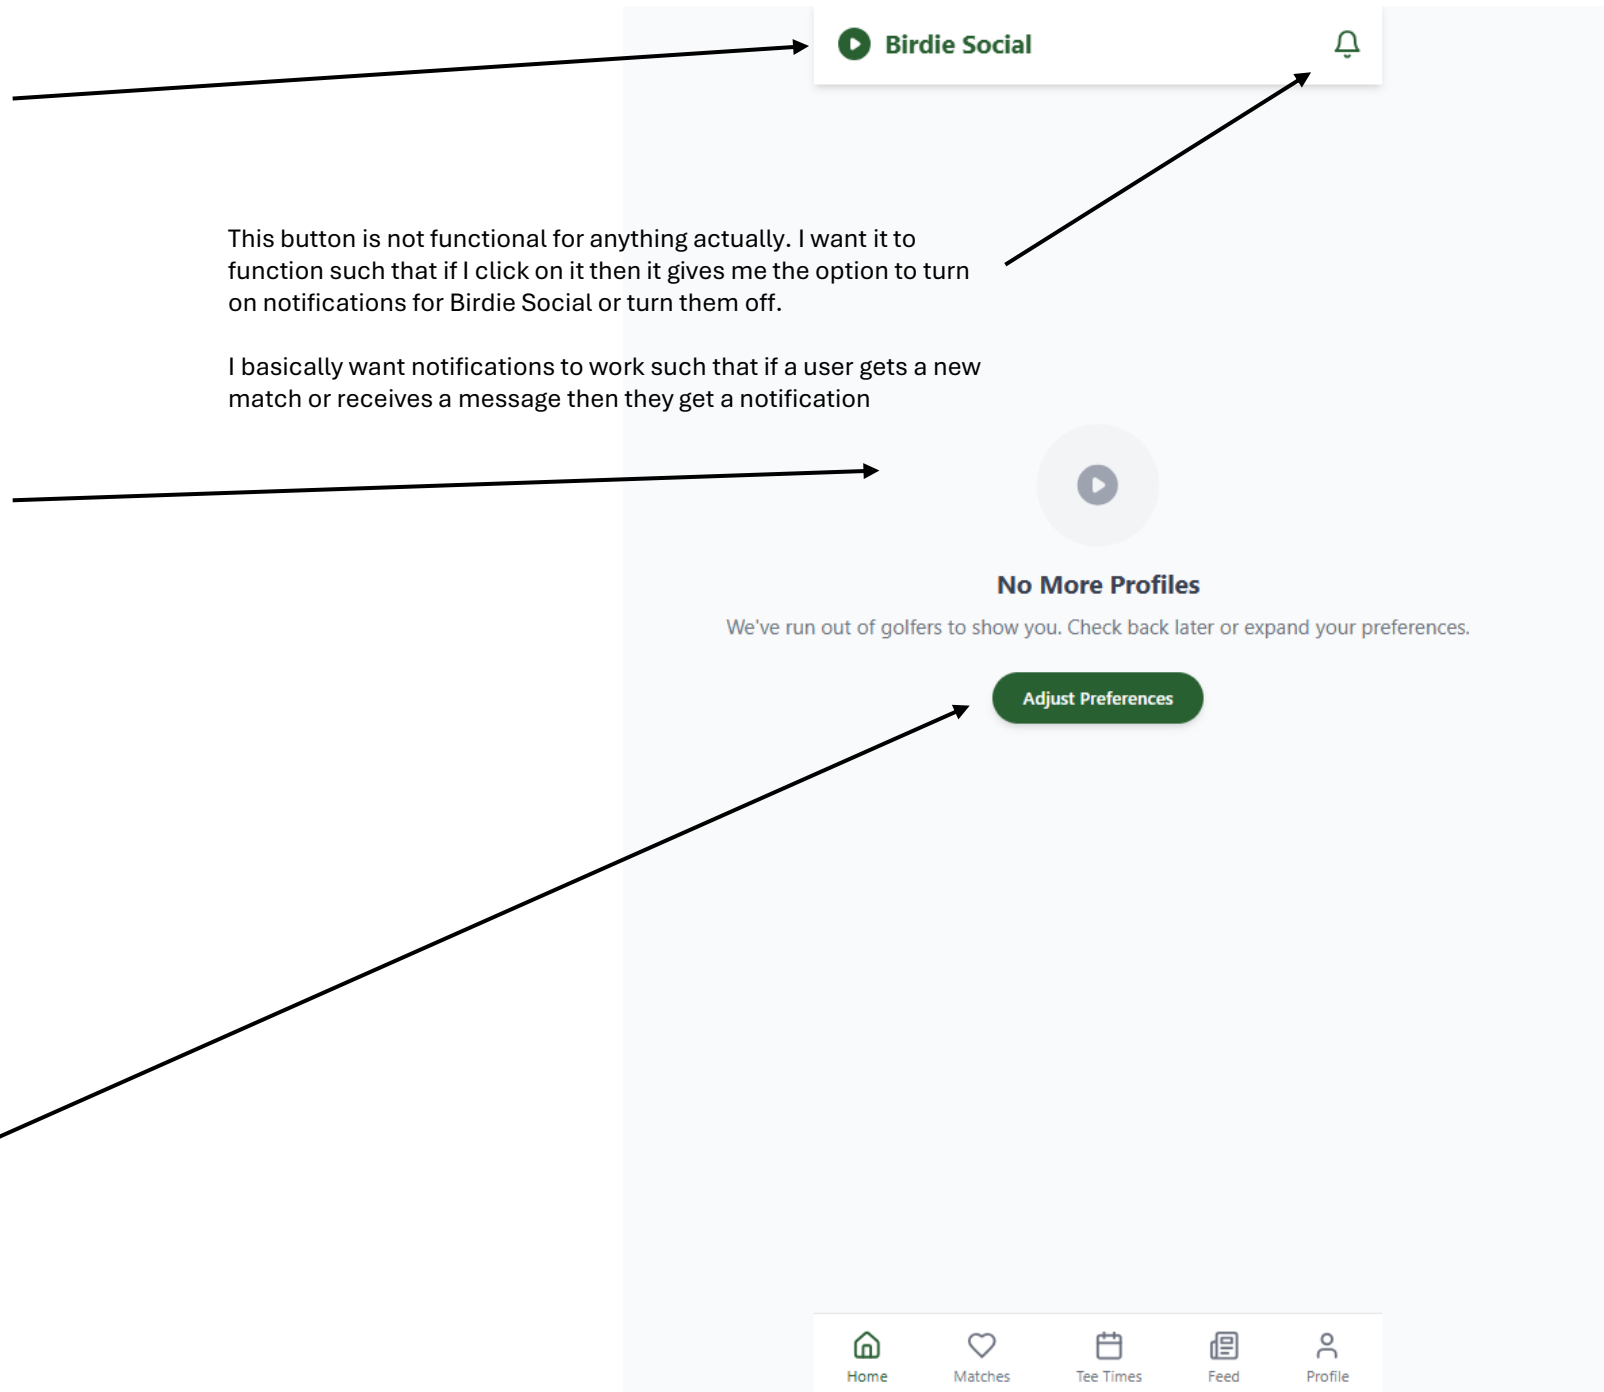 Birdie Social
This button is not functional for anything actually. I want it to
function such that if I click on it then it gives me the option to turn
on notifications for Birdie Social or turn them off.
I basically want notifications to work such that if a user gets a new
match or receives a message then they get a notification
No More Profiles
We've run out of golfers to show you. Check back later or expand your preferences.
Adjust Preferences
Home
Matches
Tee Times
Feed
Profile